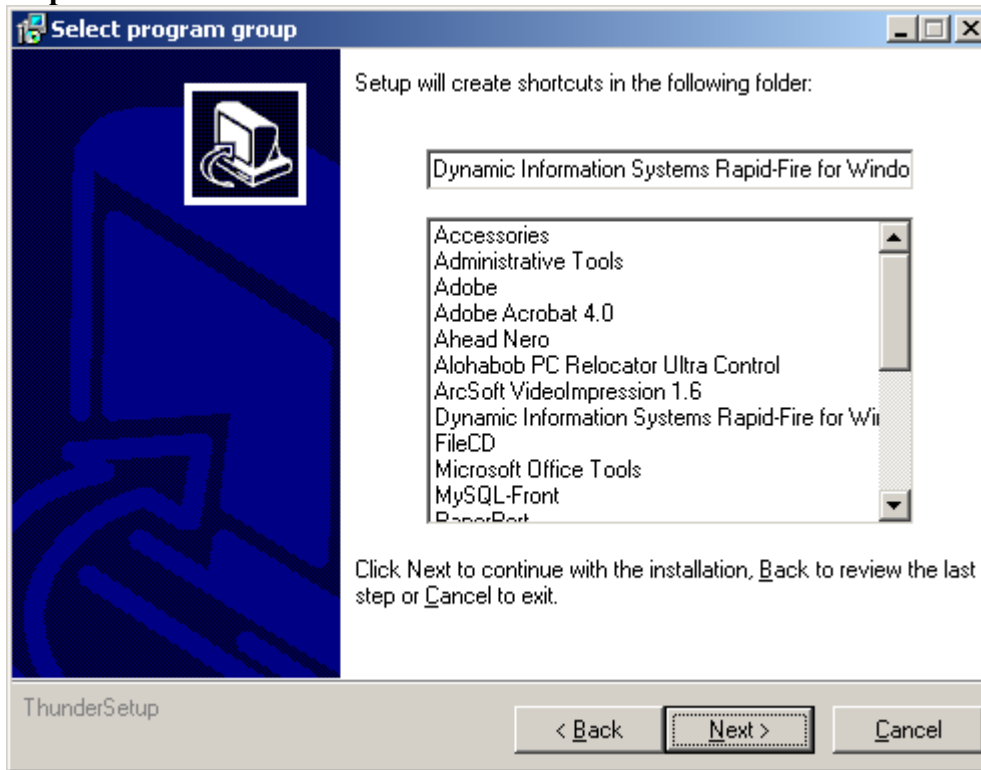 Select program group
Setup will create shortcuts in the following folder:
Dynamic Information Systems Rapid-Fire for Windo
Accessories
Administrative Tools
Adobe
Adobe Acrobat 4.0
Ahead Nero
Alohabob PC Relocator Ultra Control
ArcSoft VideoImpression 1.6
Dynamic Information Systems Rapid-Fire for Wi
FileCD
Microsoft Office Tools
MySQL-Front
PaperPort
Click Next to continue with the installation, Back to review the last
step or Cancel to exit.
ThunderSetup
< Back
Next >
Cancel